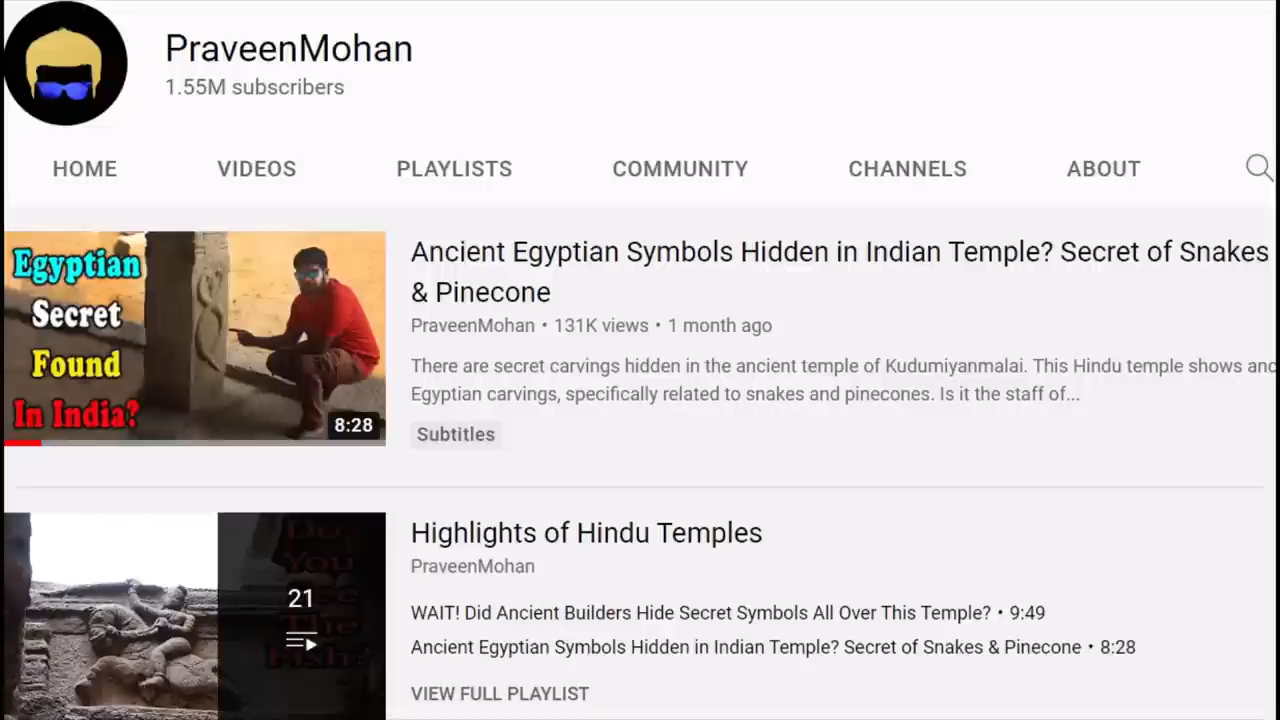 PraveenMohan
1.55M subscribers
HOME VIDEOS PLAYLISTS COMMUNITY CHANNELS ABOUT
Egyptian
Secret
Found
In India?
8:28
Ancient Egyptian Symbols Hidden in Indian Temple? Secret of Snakes
& Pinecone
PraveenMohan • 131K views • 1 month ago
There are secret carvings hidden in the ancient temple of Kudumiyanmalai. This Hindu temple shows and
Egyptian carvings, specifically related to snakes and pinecones. Is it the staff of...
Subtitles
Do
You
The
Fish?
21
Highlights of Hindu Temples
PraveenMohan
WAIT! Did Ancient Builders Hide Secret Symbols All Over This Temple? • 9:49
Ancient Egyptian Symbols Hidden in Indian Temple? Secret of Snakes & Pinecone • 8:28
VIEW FULL PLAYLIST